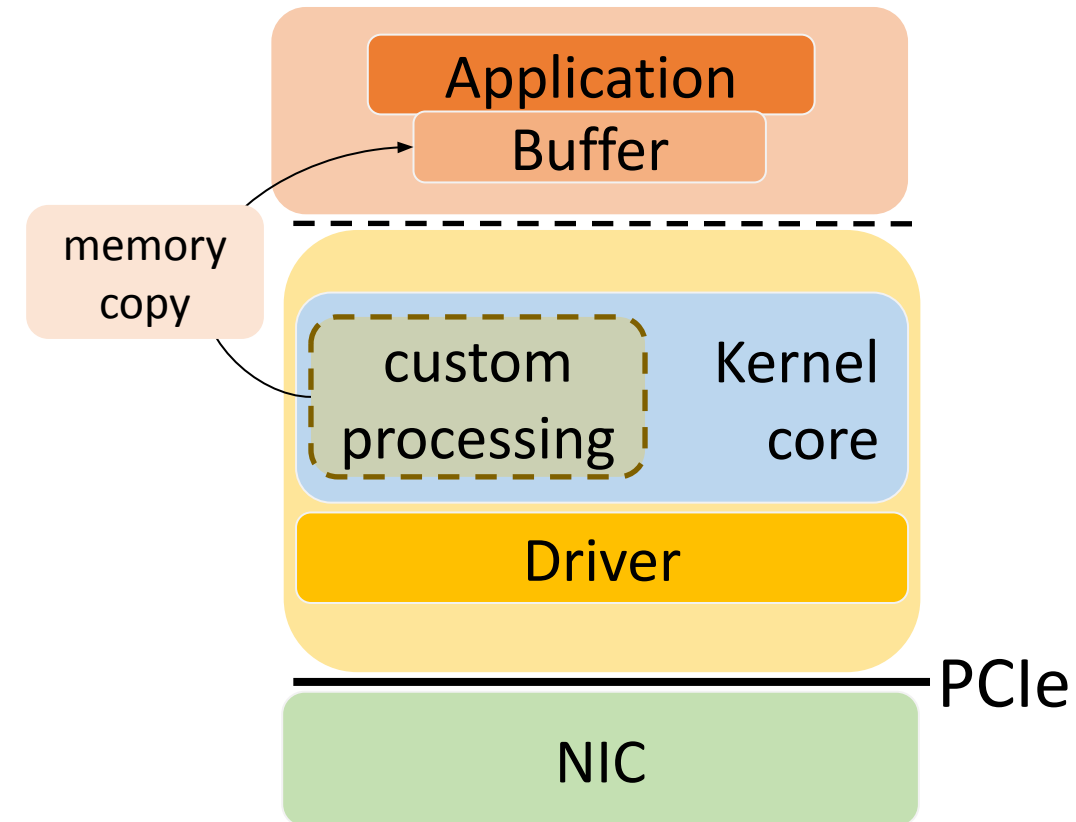 Application
Buffer
memory
copy
custom
processing
Kernel
core
Driver
PCIe
NIC